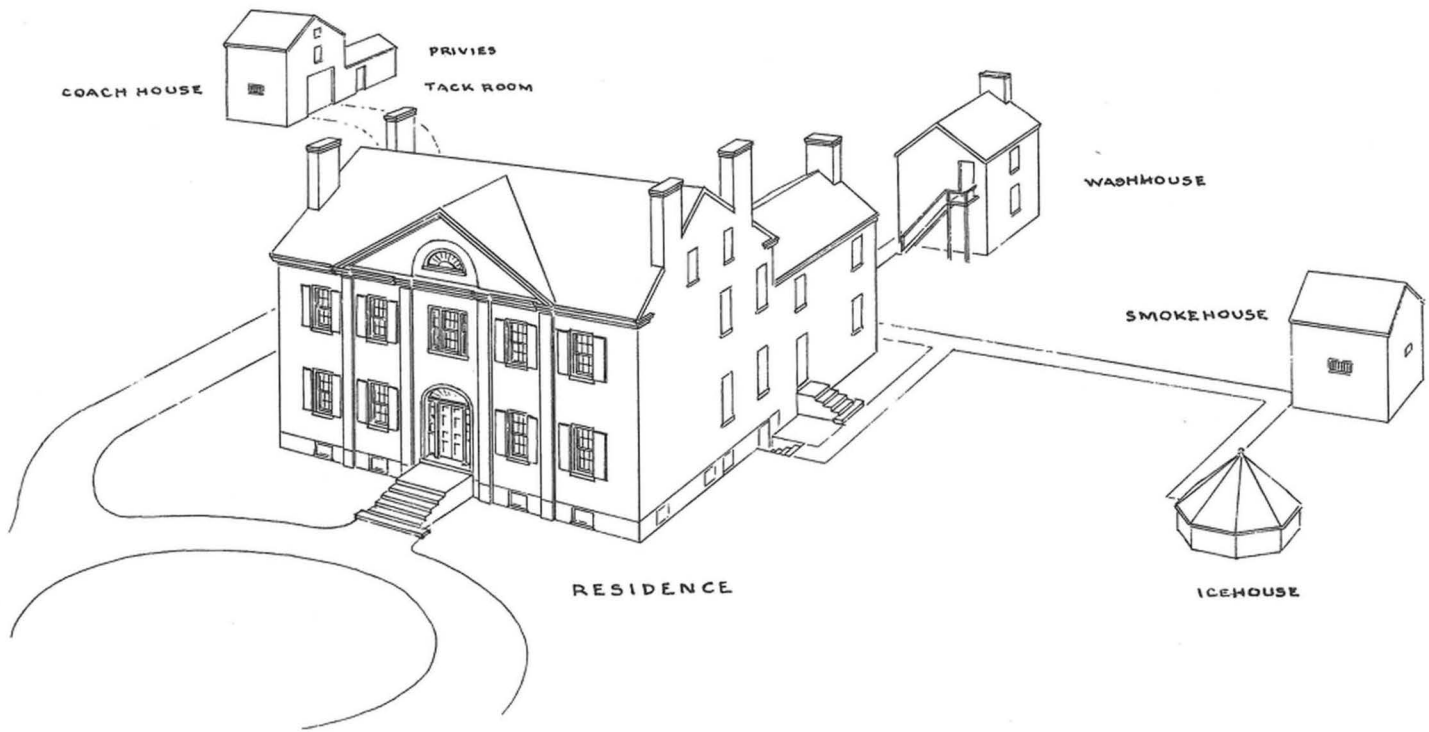 PRIVIES
COACH HOUSE
TACK ROOM
WASHHOUSE
SMOKEHOUSE
RESIDENCE
ICEHOUSE